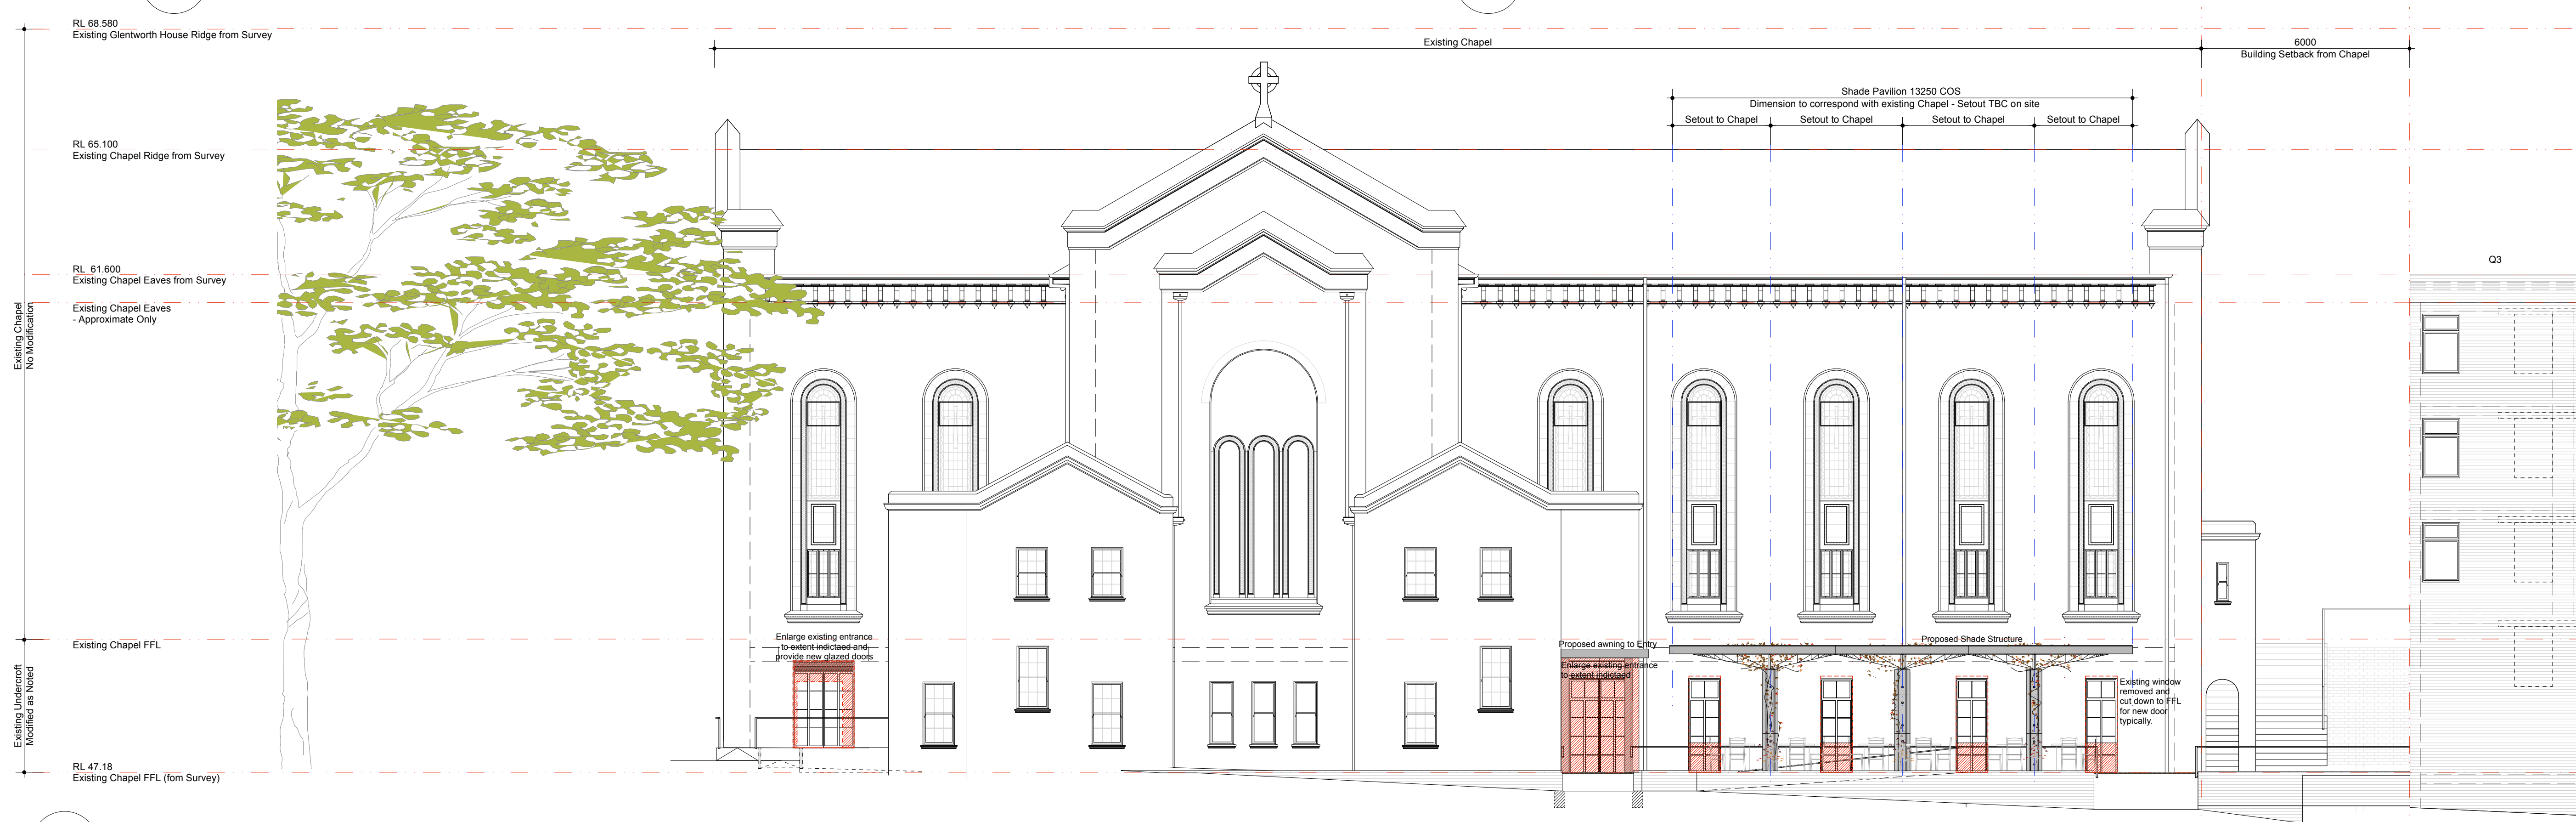 RL 68.580
Existing Glentworth House Ridge from Survey
Existing Chapel
6000
Building Setback from Chapel
Shade Pavilion 13250 COS
Dimension to correspond with existing Chapel - Setout TBC on site
Setout to Chapel
Setout to Chapel
Setout to Chapel
Setout to Chapel
RL 65.100
Existing Chapel Ridge from Survey
RL 61.600
Existing Chapel Eaves from Survey
Q3
Existing Chapel Eaves
- Approximate Only
Existing Chapel
No Modification
Existing Chapel FFL
Enlarge existing entrance
to extent indictaed and
provide new glazed doors
Proposed awning to Entry
Enlarge existing entrance
to extent indictaed
Proposed Shade Structure
Existing window
removed and
cut down to FFL
for new door
typically.
Existing Undercroft
Modified as Noted
RL 47.18
Existing Chapel FFL (fom Survey)